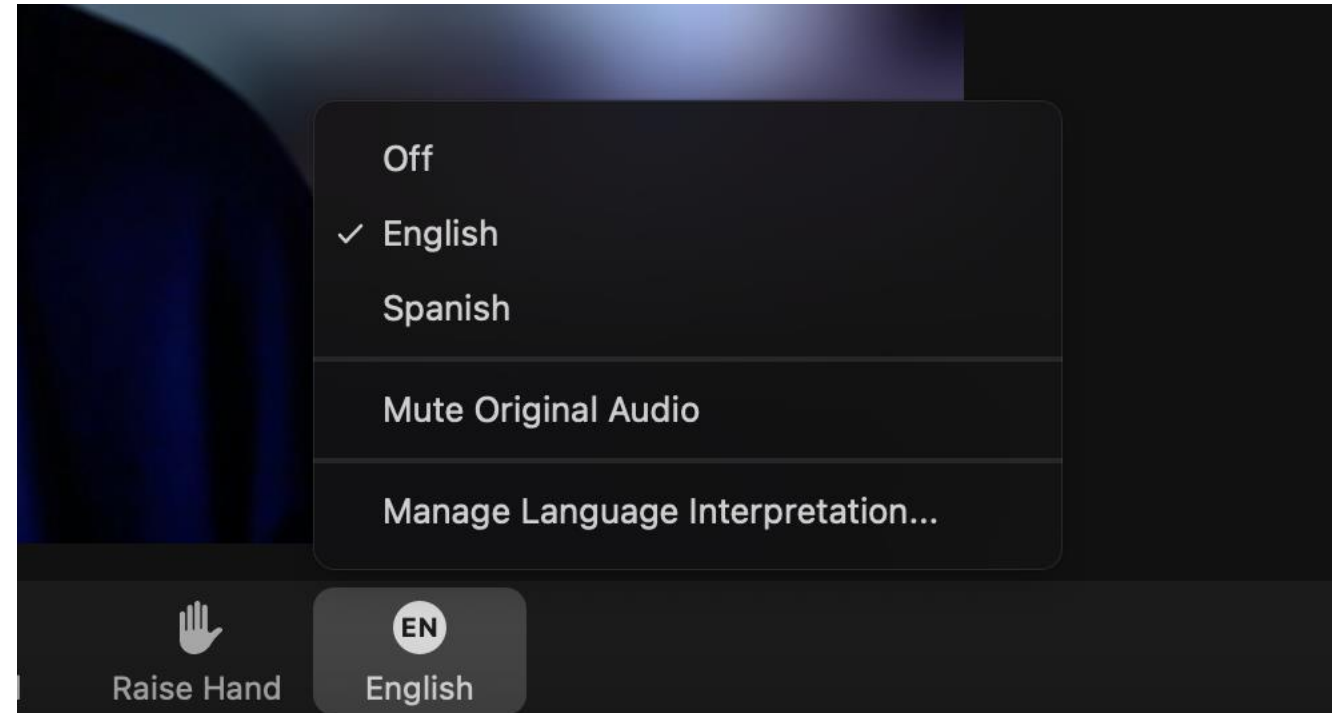 Off
English
Spanish
Mute Original Audio
Manage Language Interpretation...
EN
Raise Hand
English